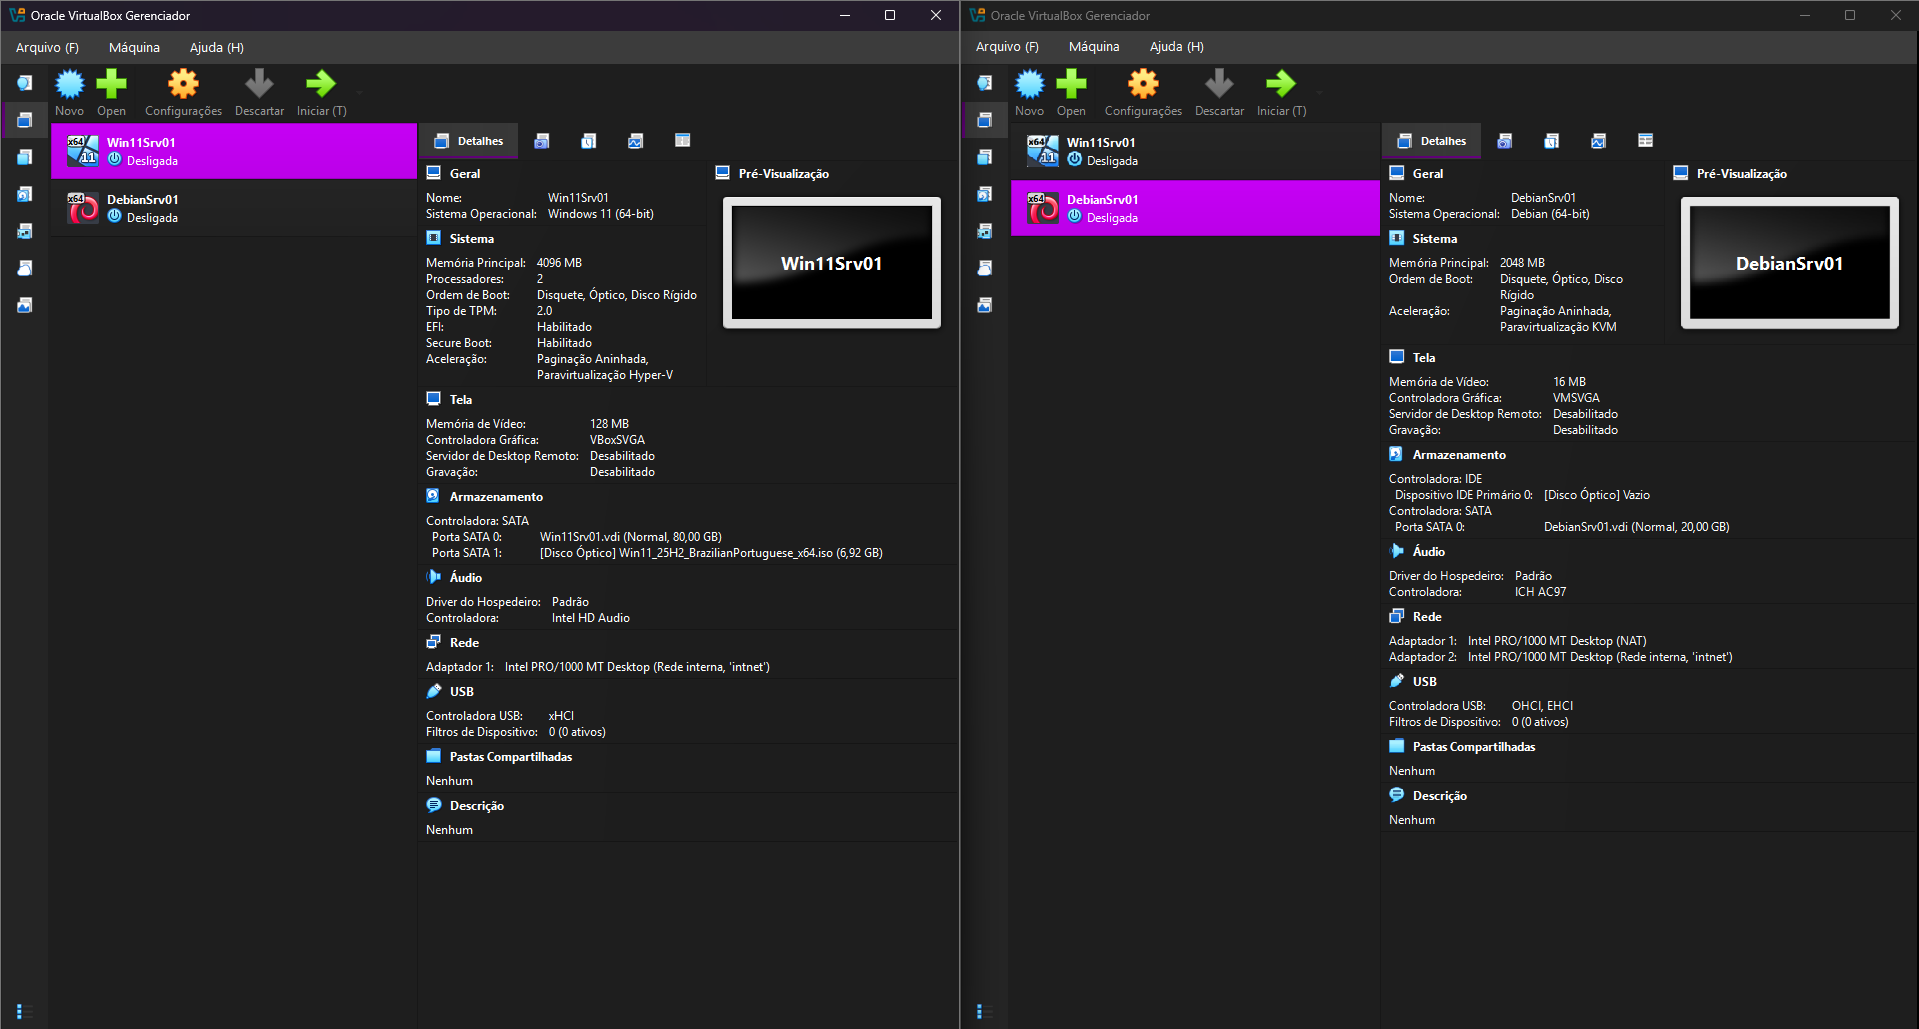 Oracle VirtualBox Gerenciador
Arquivo (F) Máquina Ajuda (H)
Novo Open Configurações Descartar Iniciar (T)
x64 11 Win11Srv01
Desligada
x64 DebianSrv01
Desligada
Detalhes
Geral
Nome: Win11Srv01
Sistema Operacional: Windows 11 (64-bit)
Pré-Visualização
Win11Srv01
Sistema
Memória Principal: 4096 MB
Processadores: 2
Ordem de Boot: Disquete, Óptico, Disco Rígido
Tipo de TPM: 2.0
EFI: Habilitado
Secure Boot: Habilitado
Aceleração: Paginação Aninhada,
Paravirtualização Hyper-V
Tela
Memória de Vídeo: 128 MB
Controladora Gráfica: VBoxSVGA
Servidor de Desktop Remoto: Desabilitado
Gravação: Desabilitado
Armazenamento
Controladora: SATA
Porta SATA 0: Win11Srv01.vdi (Normal, 80,00 GB)
Porta SATA 1: [Disco Óptico] Win11_25H2_BrazilianPortuguese_x64.iso (6,92 GB)
Áudio
Driver do Hospedeiro: Padrão
Controladora: Intel HD Audio
Rede
Adaptador 1: Intel PRO/1000 MT Desktop (Rede interna, 'intnet')
USB
Controladora USB: xHCI
Filtros de Dispositivo: 0 (0 ativos)
Pastas Compartilhadas
Nenhum
Descrição
Nenhum
Oracle VirtualBox Gerenciador
Arquivo (F) Máquina Ajuda (H)
Novo Open Configurações Descartar Iniciar (T)
x64 11 Win11Srv01
Desligada
x64 DebianSrv01
Desligada
Detalhes
Geral
Nome: DebianSrv01
Sistema Operacional: Debian (64-bit)
Pré-Visualização
DebianSrv01
Sistema
Memória Principal: 2048 MB
Ordem de Boot: Disquete, Óptico, Disco
Rígido
Aceleração: Paginação Aninhada,
Paravirtualização KVM
Tela
Memória de Vídeo: 16 MB
Controladora Gráfica: VMSVGA
Servidor de Desktop Remoto: Desabilitado
Gravação: Desabilitado
Armazenamento
Controladora: IDE
Dispositivo IDE Primário 0: [Disco Óptico] Vazio
Controladora: SATA
Porta SATA 0: DebianSrv01.vdi (Normal, 20,00 GB)
Áudio
Driver do Hospedeiro: Padrão
Controladora: ICH AC97
Rede
Adaptador 1: Intel PRO/1000 MT Desktop (NAT)
Adaptador 2: Intel PRO/1000 MT Desktop (Rede interna, 'intnet')
USB
Controladora USB: OHCI, EHCI
Filtros de Dispositivo: 0 (0 ativos)
Pastas Compartilhadas
Nenhum
Descrição
Nenhum